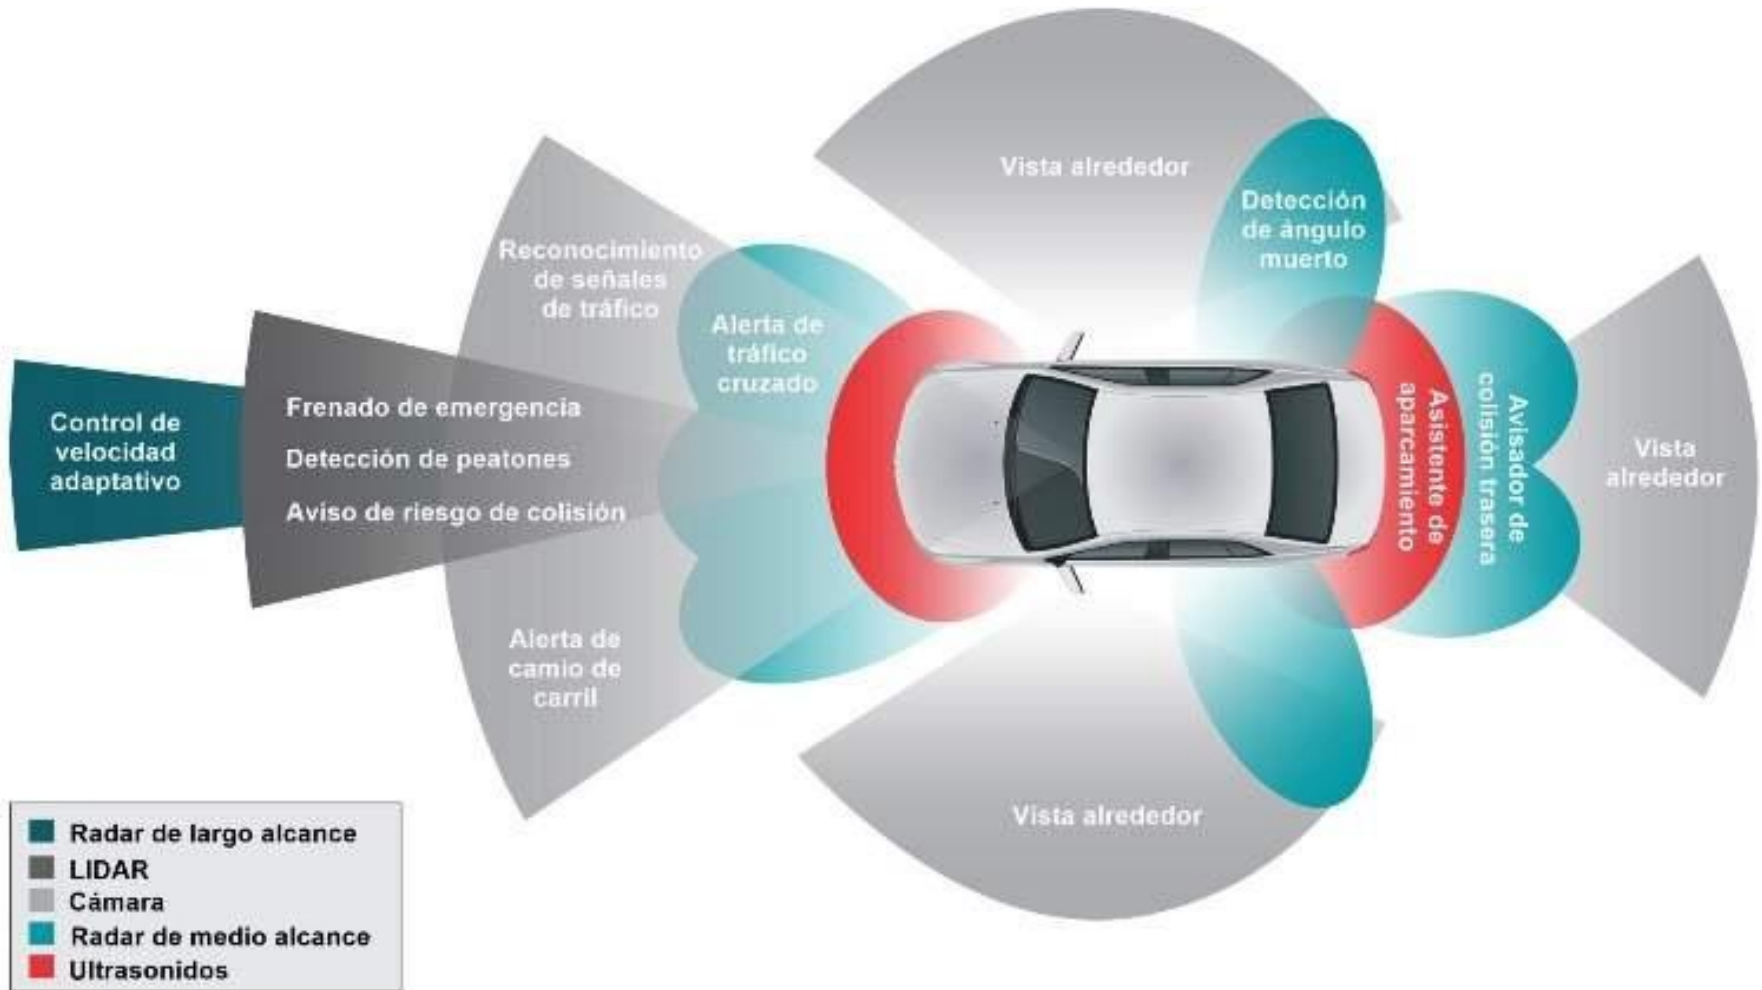 Vista alrededor
Detección
de ángulo
muerto
Reconocimiento
de señales
de tráfico
Alerta de
tráfico
cruzado
Control de
velocidad
adaptativo
Frenado de emergencia
Detección de peatones
Aviso de riesgo de colisión
Asistente de
aparcamiento
Avisador de
colisión trasera
Vista
alrededor
Alerta de
camio de
carril
Vista alrededor
Radar de largo alcance
LIDAR
Cámara
Radar de medio alcance
Ultrasonidos